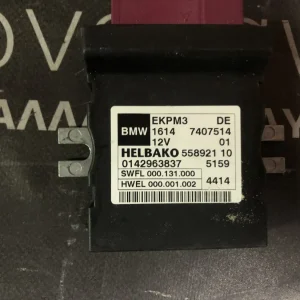 EKPM3 DE
BMW 1614 7407514
12V 01
HELBAKO 558921 10
0142963837 5159
SWFL 000.131.000
HWEL 000.001.002 4414